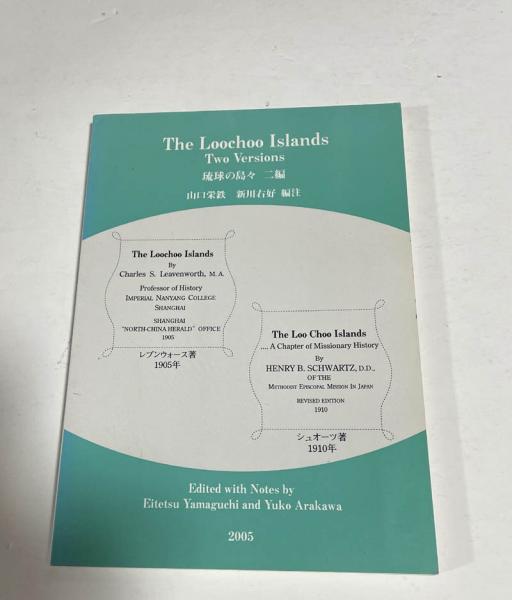 The Loochoo Islands
Two Versions
琉球の島々 二編
山口栄鉄 新川右好 編注
The Loochoo Islands
By
Charles S. Leavenworth, M.A.
Professor of History
IMPERIAL NANYANG COLLEGE
SHANGHAI
SHANGHAI
"NORTH-CHINA HERALD" OFFICE
1905
レブンウォース著
1905年
The Loo Choo Islands
.... A Chapter of Missionary History
By
HENRY B. SCHWARTZ, D.D.,
OF THE
METHODIST EPISCOPAL MISSION IN JAPAN
REVISED EDITION
1910
シュオーツ著
1910年
Edited with Notes by
Eitetsu Yamaguchi and Yuko Arakawa
2005